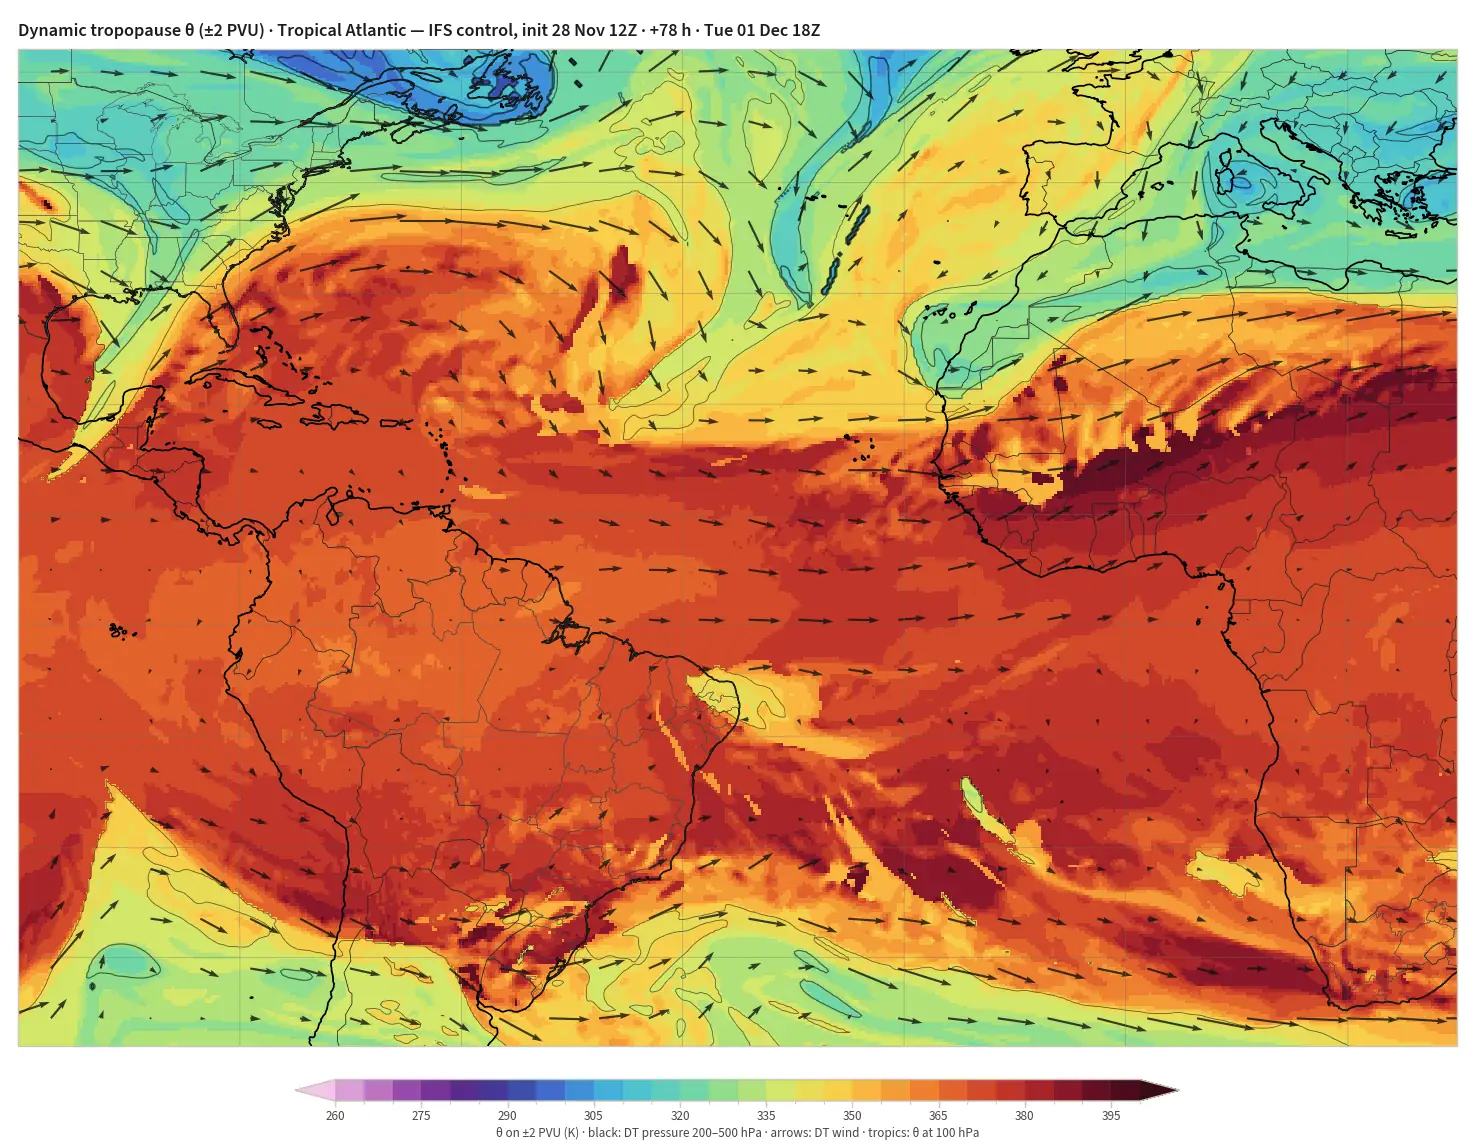 Dynamic tropopause θ (±2 PVU) · Tropical Atlantic — IFS control, init 28 Nov 12Z · +78 h · Tue 01 Dec 18Z
260 275 290 305 320 335 350 365 380 395
θ on ±2 PVU (K) · black: DT pressure 200–500 hPa · arrows: DT wind · tropics: θ at 100 hPa